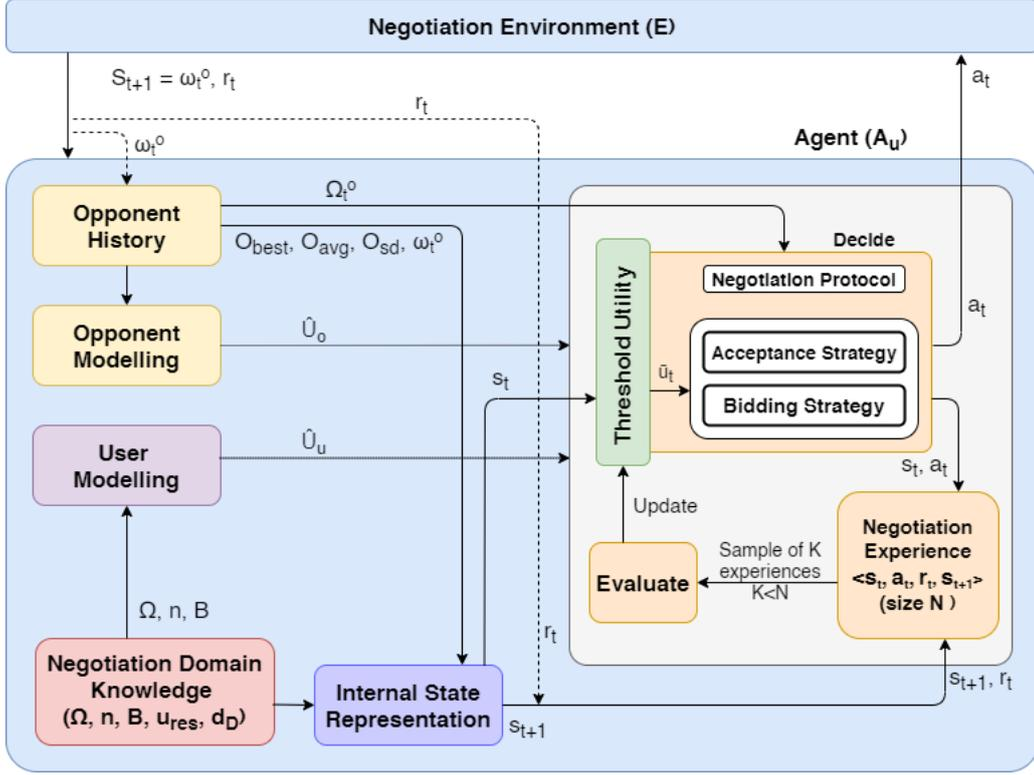 Negotiation Environment (E)
S_{t+1} = ω_t^o, r_t
r_t
a_t
ω_t^o
Agent (A_u)
Opponent
History
Ω_t^o
O_best, O_avg, O_sd, ω_t^o
Decide
Negotiation Protocol
Opponent
Modelling
Û_o
Threshold Utility
ū_t
Acceptance Strategy
Bidding Strategy
a_t
s_t
User
Modelling
Û_u
s_t, a_t
Update
Evaluate
Sample of K
experiences
K<N
Negotiation
Experience
<s_t, a_t, r_t, s_{t+1}>
(size N )
Ω, n, B
r_t
Negotiation Domain
Knowledge
(Ω, n, B, u_res, d_D)
Internal State
Representation
s_{t+1}
s_{t+1}, r_t